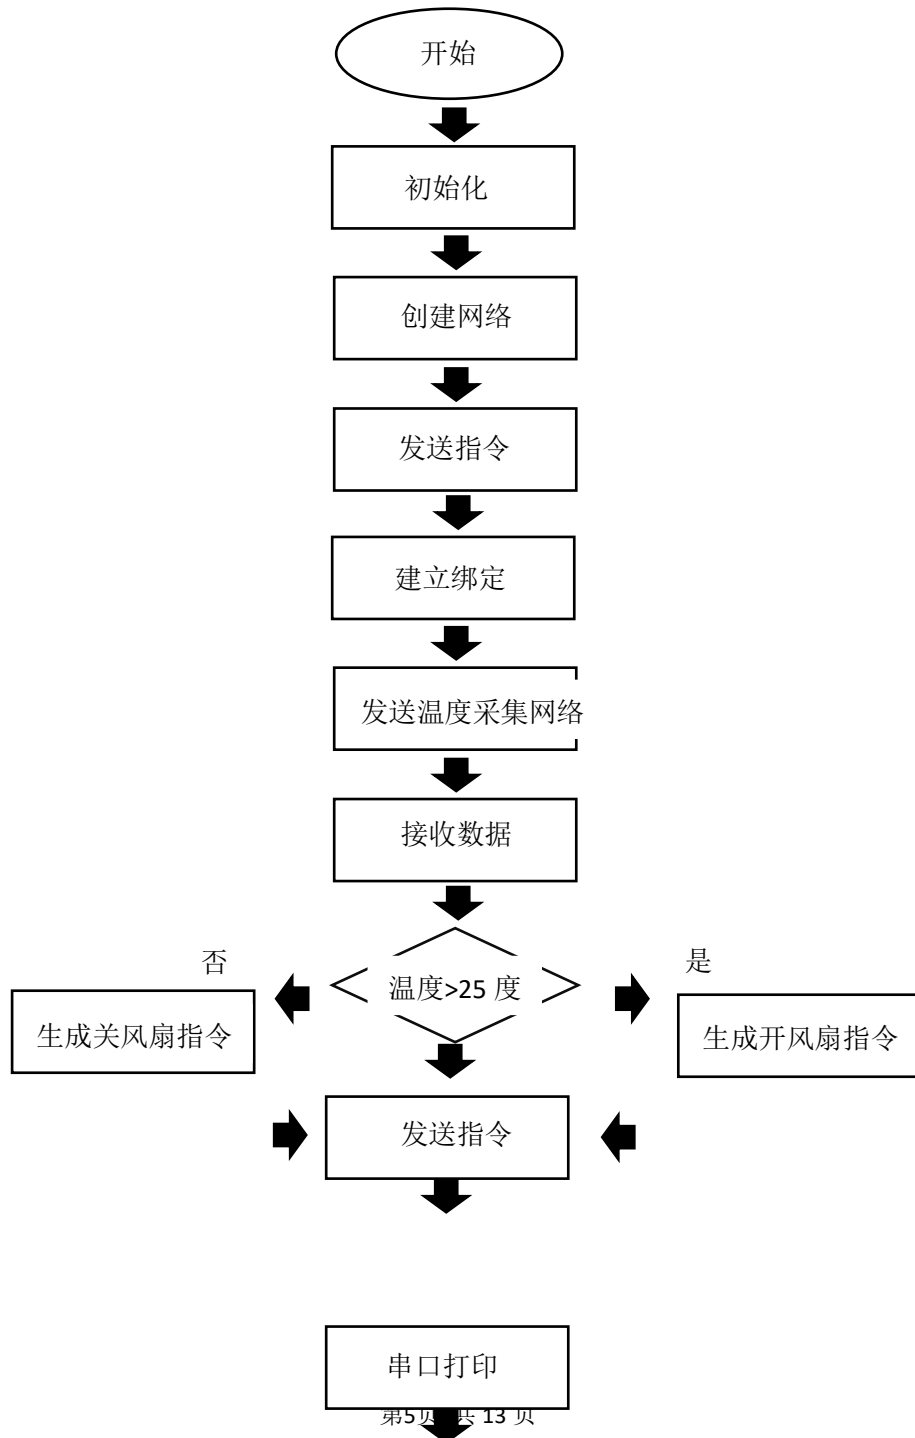 开始
初始化
创建网络
发送指令
建立绑定
发送温度采集网络
接收数据
否
是
温度>25 度
生成关风扇指令
生成开风扇指令
发送指令
串口打印
第5页 共 13 页